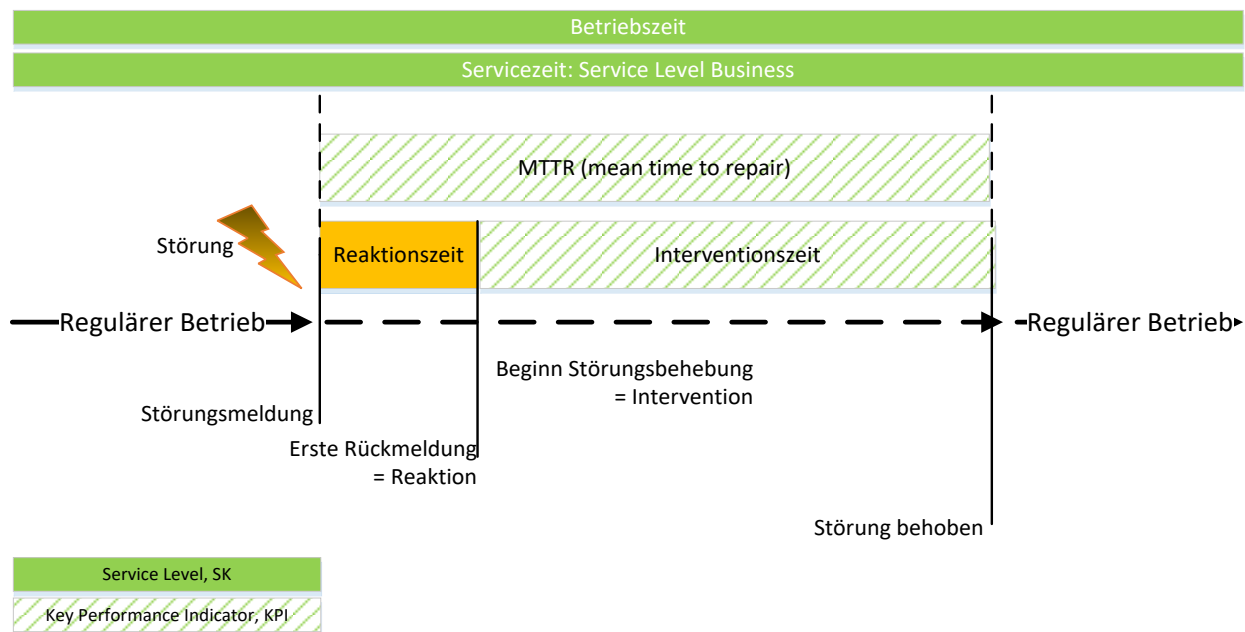 Betriebszeit
Servicezeit: Service Level Business
MTTR (mean time to repair)
Störung
Reaktionszeit
Interventionszeit
Regulärer Betrieb
Regulärer Betrieb
Beginn Störungsbehebung
= Intervention
Störungsmeldung
Erste Rückmeldung
= Reaktion
Störung behoben
Service Level, SK
Key Performance Indicator, KPI